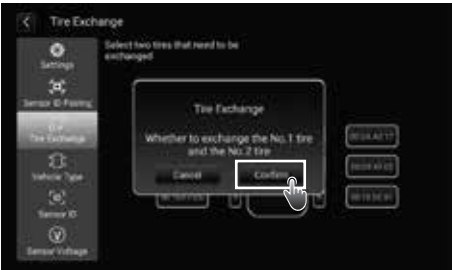 Tire Exchange
Select two tires that need to be
exchanged
Settings
Sensor ID Pairing
Tire Exchange
Vehicle Type
Sensor ID
Sensor Voltage
Tire Exchange
Whether to exchange the No.1 tire
and the No.2 tire
Cancel
Confirm